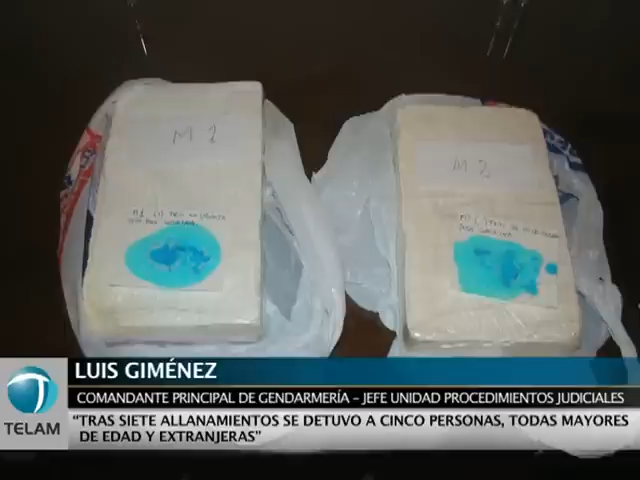 M 2
M 2
LUIS GIMÉNEZ
COMANDANTE PRINCIPAL DE GENDARMERÍA – JEFE UNIDAD PROCEDIMIENTOS JUDICIALES
TELAM
“TRAS SIETE ALLANAMIENTOS SE DETUVO A CINCO PERSONAS, TODAS MAYORES
DE EDAD Y EXTRANJERAS”